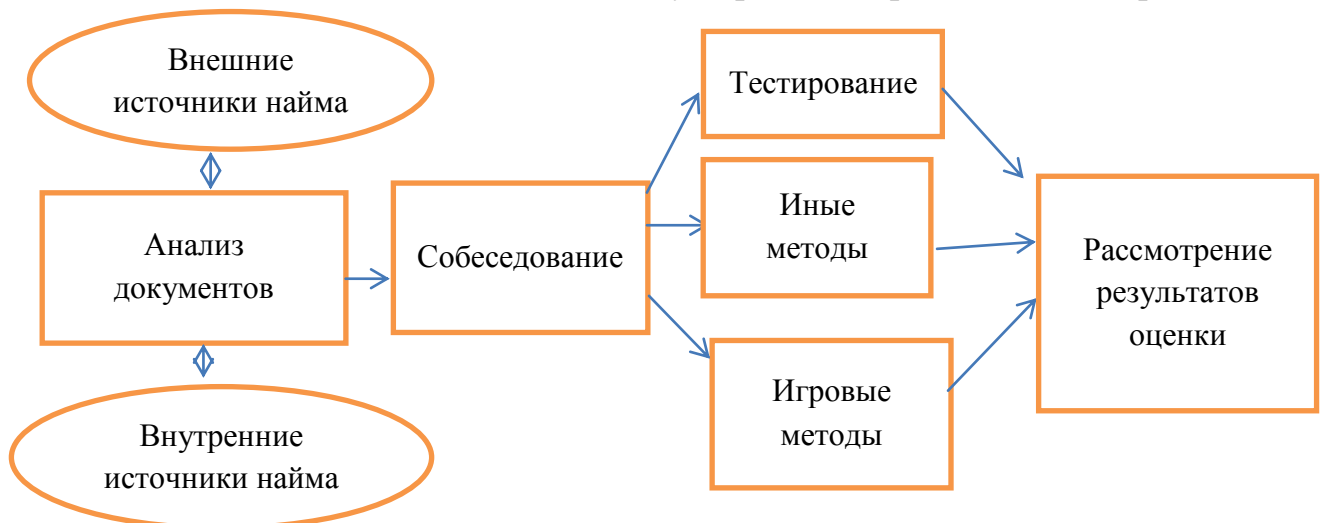 Внешние
источники найма
Анализ
документов
Внутренние
источники найма
Собеседование
Тестирование
Иные
методы
Игровые
методы
Рассмотрение
результатов
оценки